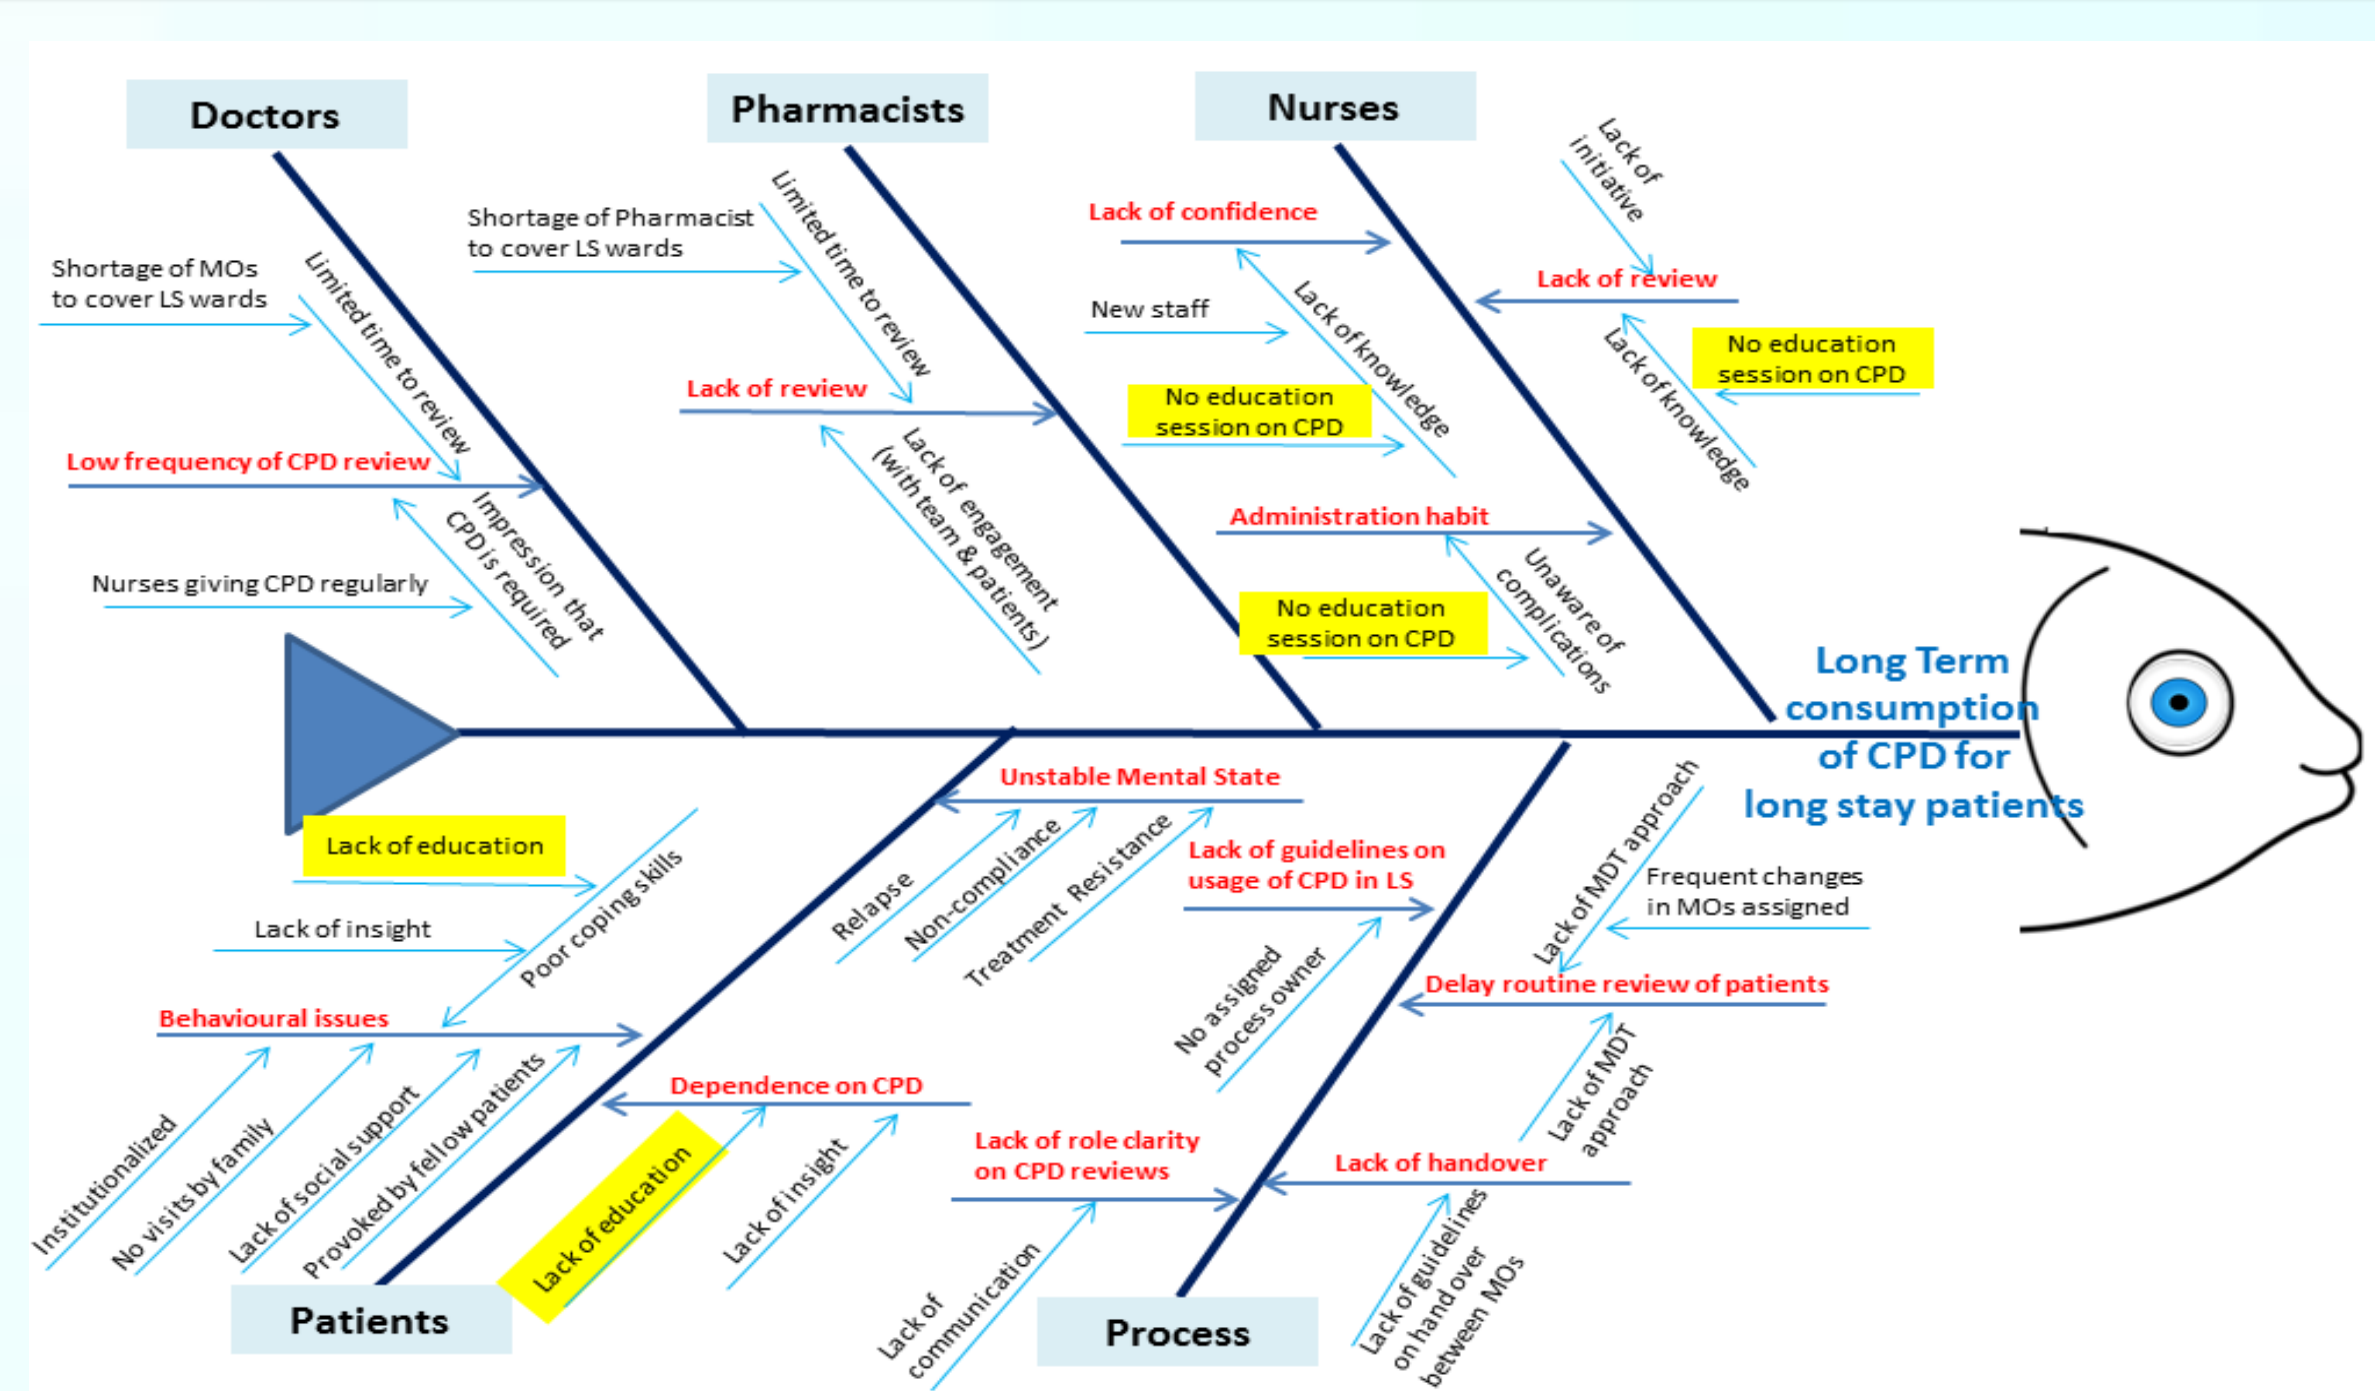 Doctors
Pharmacists
Nurses
Shortage of MOs
to cover LS wards
Limited time to review
Low frequency of CPD review
Impression that
CPD is required
Nurses giving CPD regularly
Shortage of Pharmacist
to cover LS wards
Limited time to review
Lack of review
Lack of engagement
(with team & patients)
Lack of confidence
New staff
Lack of knowledge
No education
session on CPD
Administration habit
No education
session on CPD
Unaware of
complications
Lack of
initiative
Lack of review
No education
session on CPD
Lack of knowledge
Long Term
consumption
of CPD for
long stay patients
Lack of education
Poor coping skills
Lack of insight
Behavioural issues
Institutionalized
No visits by family
Lack of social support
Provoked by fellow patients
Unstable Mental State
Relapse
Non-compliance
Treatment Resistance
Dependence on CPD
Lack of education
Lack of insight
Patients
Lack of guidelines on
usage of CPD in LS
No assigned
process owner
Lack of MDT approach
Frequent changes
in MOs assigned
Delay routine review of patients
Lack of MDT
approach
Lack of role clarity
on CPD reviews
Lack of
communication
Lack of handover
Lack of guidelines
on handover
between MOs
Process